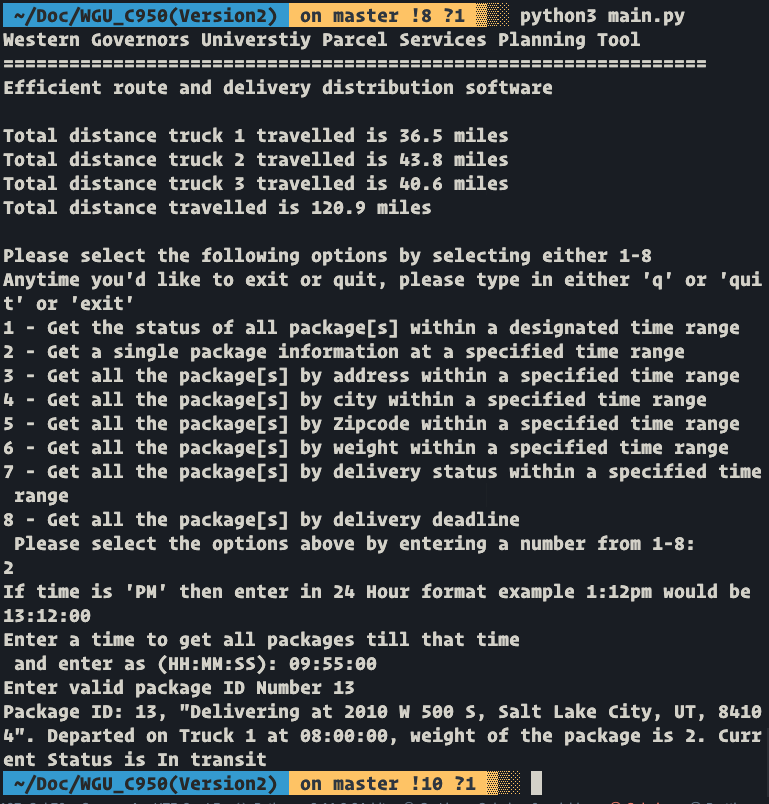 ~/Doc/WGU_C950(Version2) on master !8 ?1 python3 main.py
Western Governors Universtiy Parcel Services Planning Tool
================================================================
Efficient route and delivery distribution software
Total distance truck 1 travelled is 36.5 miles
Total distance truck 2 travelled is 43.8 miles
Total distance truck 3 travelled is 40.6 miles
Total distance travelled is 120.9 miles
Please select the following options by selecting either 1-8
Anytime you'd like to exit or quit, please type in either 'q' or 'qui
t' or 'exit'
1 - Get the status of all package[s] within a designated time range
2 - Get a single package information at a specified time range
3 - Get all the package[s] by address within a specified time range
4 - Get all the package[s] by city within a specified time range
5 - Get all the package[s] by Zipcode within a specified time range
6 - Get all the package[s] by weight within a specified time range
7 - Get all the package[s] by delivery status within a specified time
range
8 - Get all the package[s] by delivery deadline
Please select the options above by entering a number from 1-8:
2
If time is 'PM' then enter in 24 Hour format example 1:12pm would be
13:12:00
Enter a time to get all packages till that time
and enter as (HH:MM:SS): 09:55:00
Enter valid package ID Number 13
Package ID: 13, "Delivering at 2010 W 500 S, Salt Lake City, UT, 8410
4". Departed on Truck 1 at 08:00:00, weight of the package is 2. Curr
ent Status is In transit
~/Doc/WGU_C950(Version2) on master !10 ?1